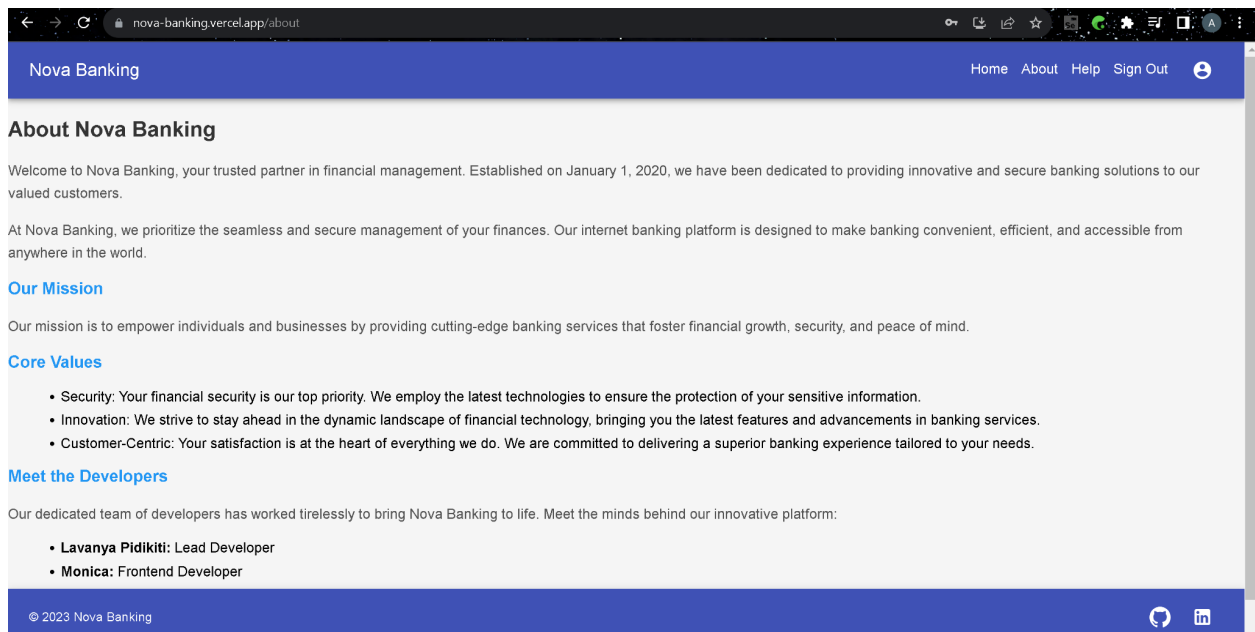 nova-banking.vercel.app/about
A
Nova Banking
Home About Help Sign Out
About Nova Banking
Welcome to Nova Banking, your trusted partner in financial management. Established on January 1, 2020, we have been dedicated to providing innovative and secure banking solutions to our
valued customers.
At Nova Banking, we prioritize the seamless and secure management of your finances. Our internet banking platform is designed to make banking convenient, efficient, and accessible from
anywhere in the world.
Our Mission
Our mission is to empower individuals and businesses by providing cutting-edge banking services that foster financial growth, security, and peace of mind.
Core Values
• Security: Your financial security is our top priority. We employ the latest technologies to ensure the protection of your sensitive information.
• Innovation: We strive to stay ahead in the dynamic landscape of financial technology, bringing you the latest features and advancements in banking services.
• Customer-Centric: Your satisfaction is at the heart of everything we do. We are committed to delivering a superior banking experience tailored to your needs.
Meet the Developers
Our dedicated team of developers has worked tirelessly to bring Nova Banking to life. Meet the minds behind our innovative platform:
• Lavanya Pidikiti: Lead Developer
• Monica: Frontend Developer
© 2023 Nova Banking
in